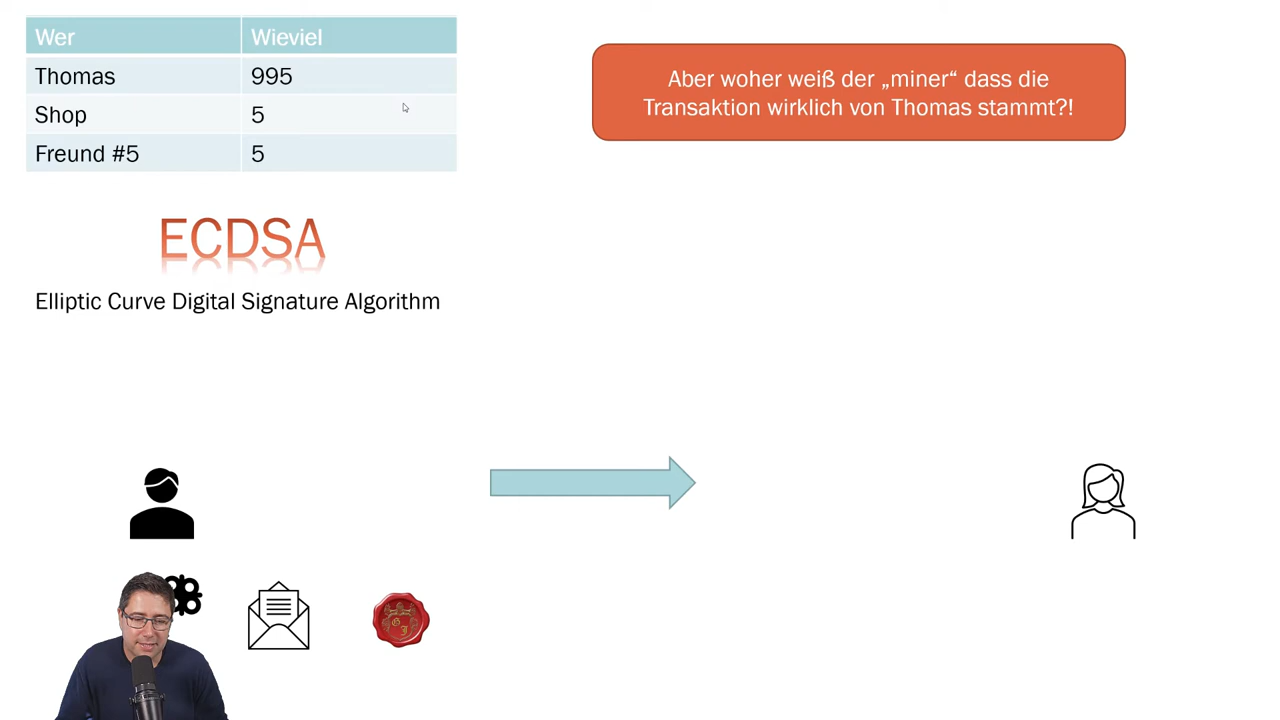 Wer Wieviel
Thomas 995
Shop 5
Freund #5 5
Aber woher weiß der „miner“ dass die
Transaktion wirklich von Thomas stammt?!
ECDSA
Elliptic Curve Digital Signature Algorithm
G J